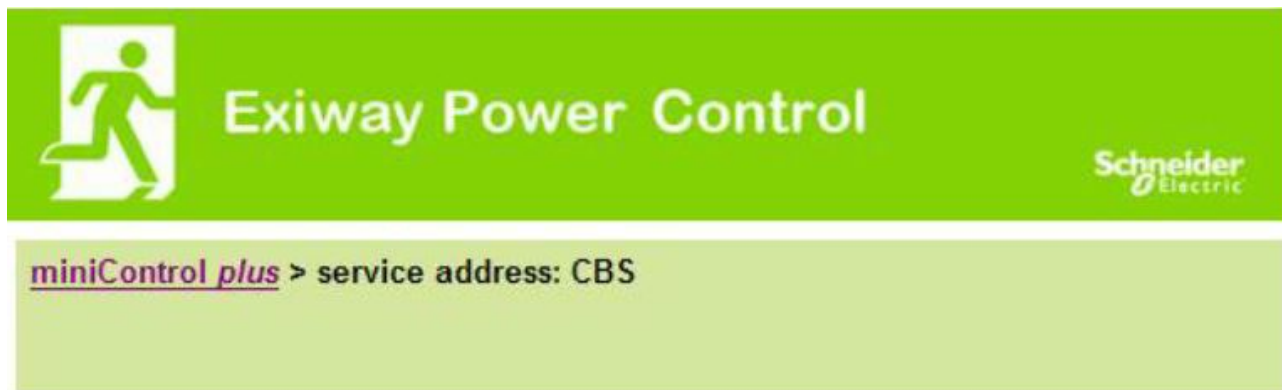 Exiway Power Control
Schneider
Electric
miniControl plus > service address: CBS